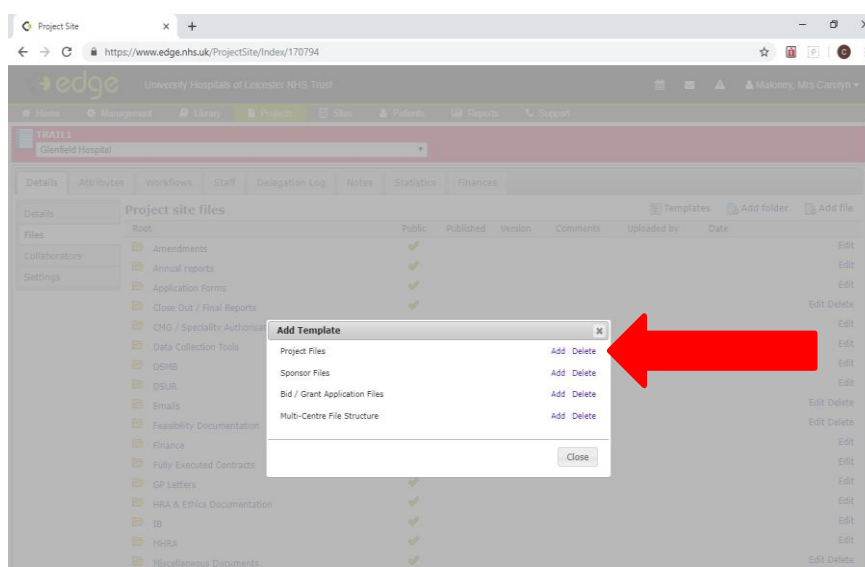 Project Site
https://www.edge.nhs.uk/ProjectSite/Index/170794
C
edge University Hospitals of Leicester NHS Trust Maloney, Mrs Carolyn
Home Management Library Projects Sites Patients Reports Support
TRAIL1
Glenfield Hospital
Details Attributes Workflows Staff Delegation Log Notes Statistics Finances
Details Project site files Templates Add folder Add file
Files Root Public Published Version Comments Uploaded by Date
Collaborators
Settings
Amendments Edit
Annual reports Edit
Application Forms Edit
Close Out / Final Reports Edit Delete
CMG / Speciality Edit
Data Collection Tools Edit
DSMB Edit
DSUR Edit
Emails Edit Delete
Feasibility Documentation Edit Delete
Finance Edit
Fully Executed Contracts Edit
GP Letters Edit
HRA & Ethics Documentation Edit
IB Edit
MHRA Edit
Miscellaneous Documents Edit Delete
Add Template
Project Files Add Delete
Sponsor Files Add Delete
Bid / Grant Application Files Add Delete
Multi-Centre File Structure Add Delete
Close